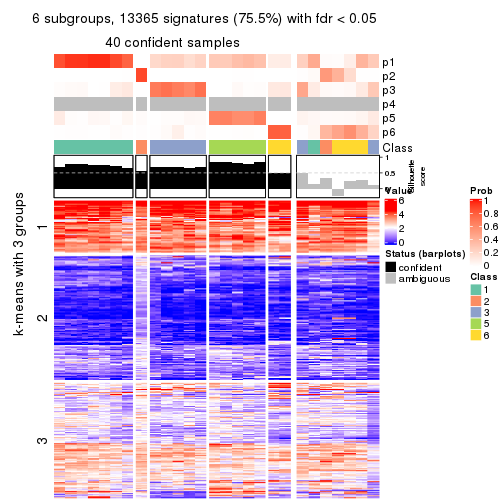 6 subgroups, 13365 signatures (75.5%) with fdr < 0.05
40 confident samples
p1
p2
p3
p4
p5
p6
Class
1
0.5
0
Silhouette
score
k-means with 3 groups
1
2
3
Value
6
4
2
0
Status (barplots)
confident
ambiguous
Prob
1
0.8
0.6
0.4
0.2
0
Class
1
2
3
5
6